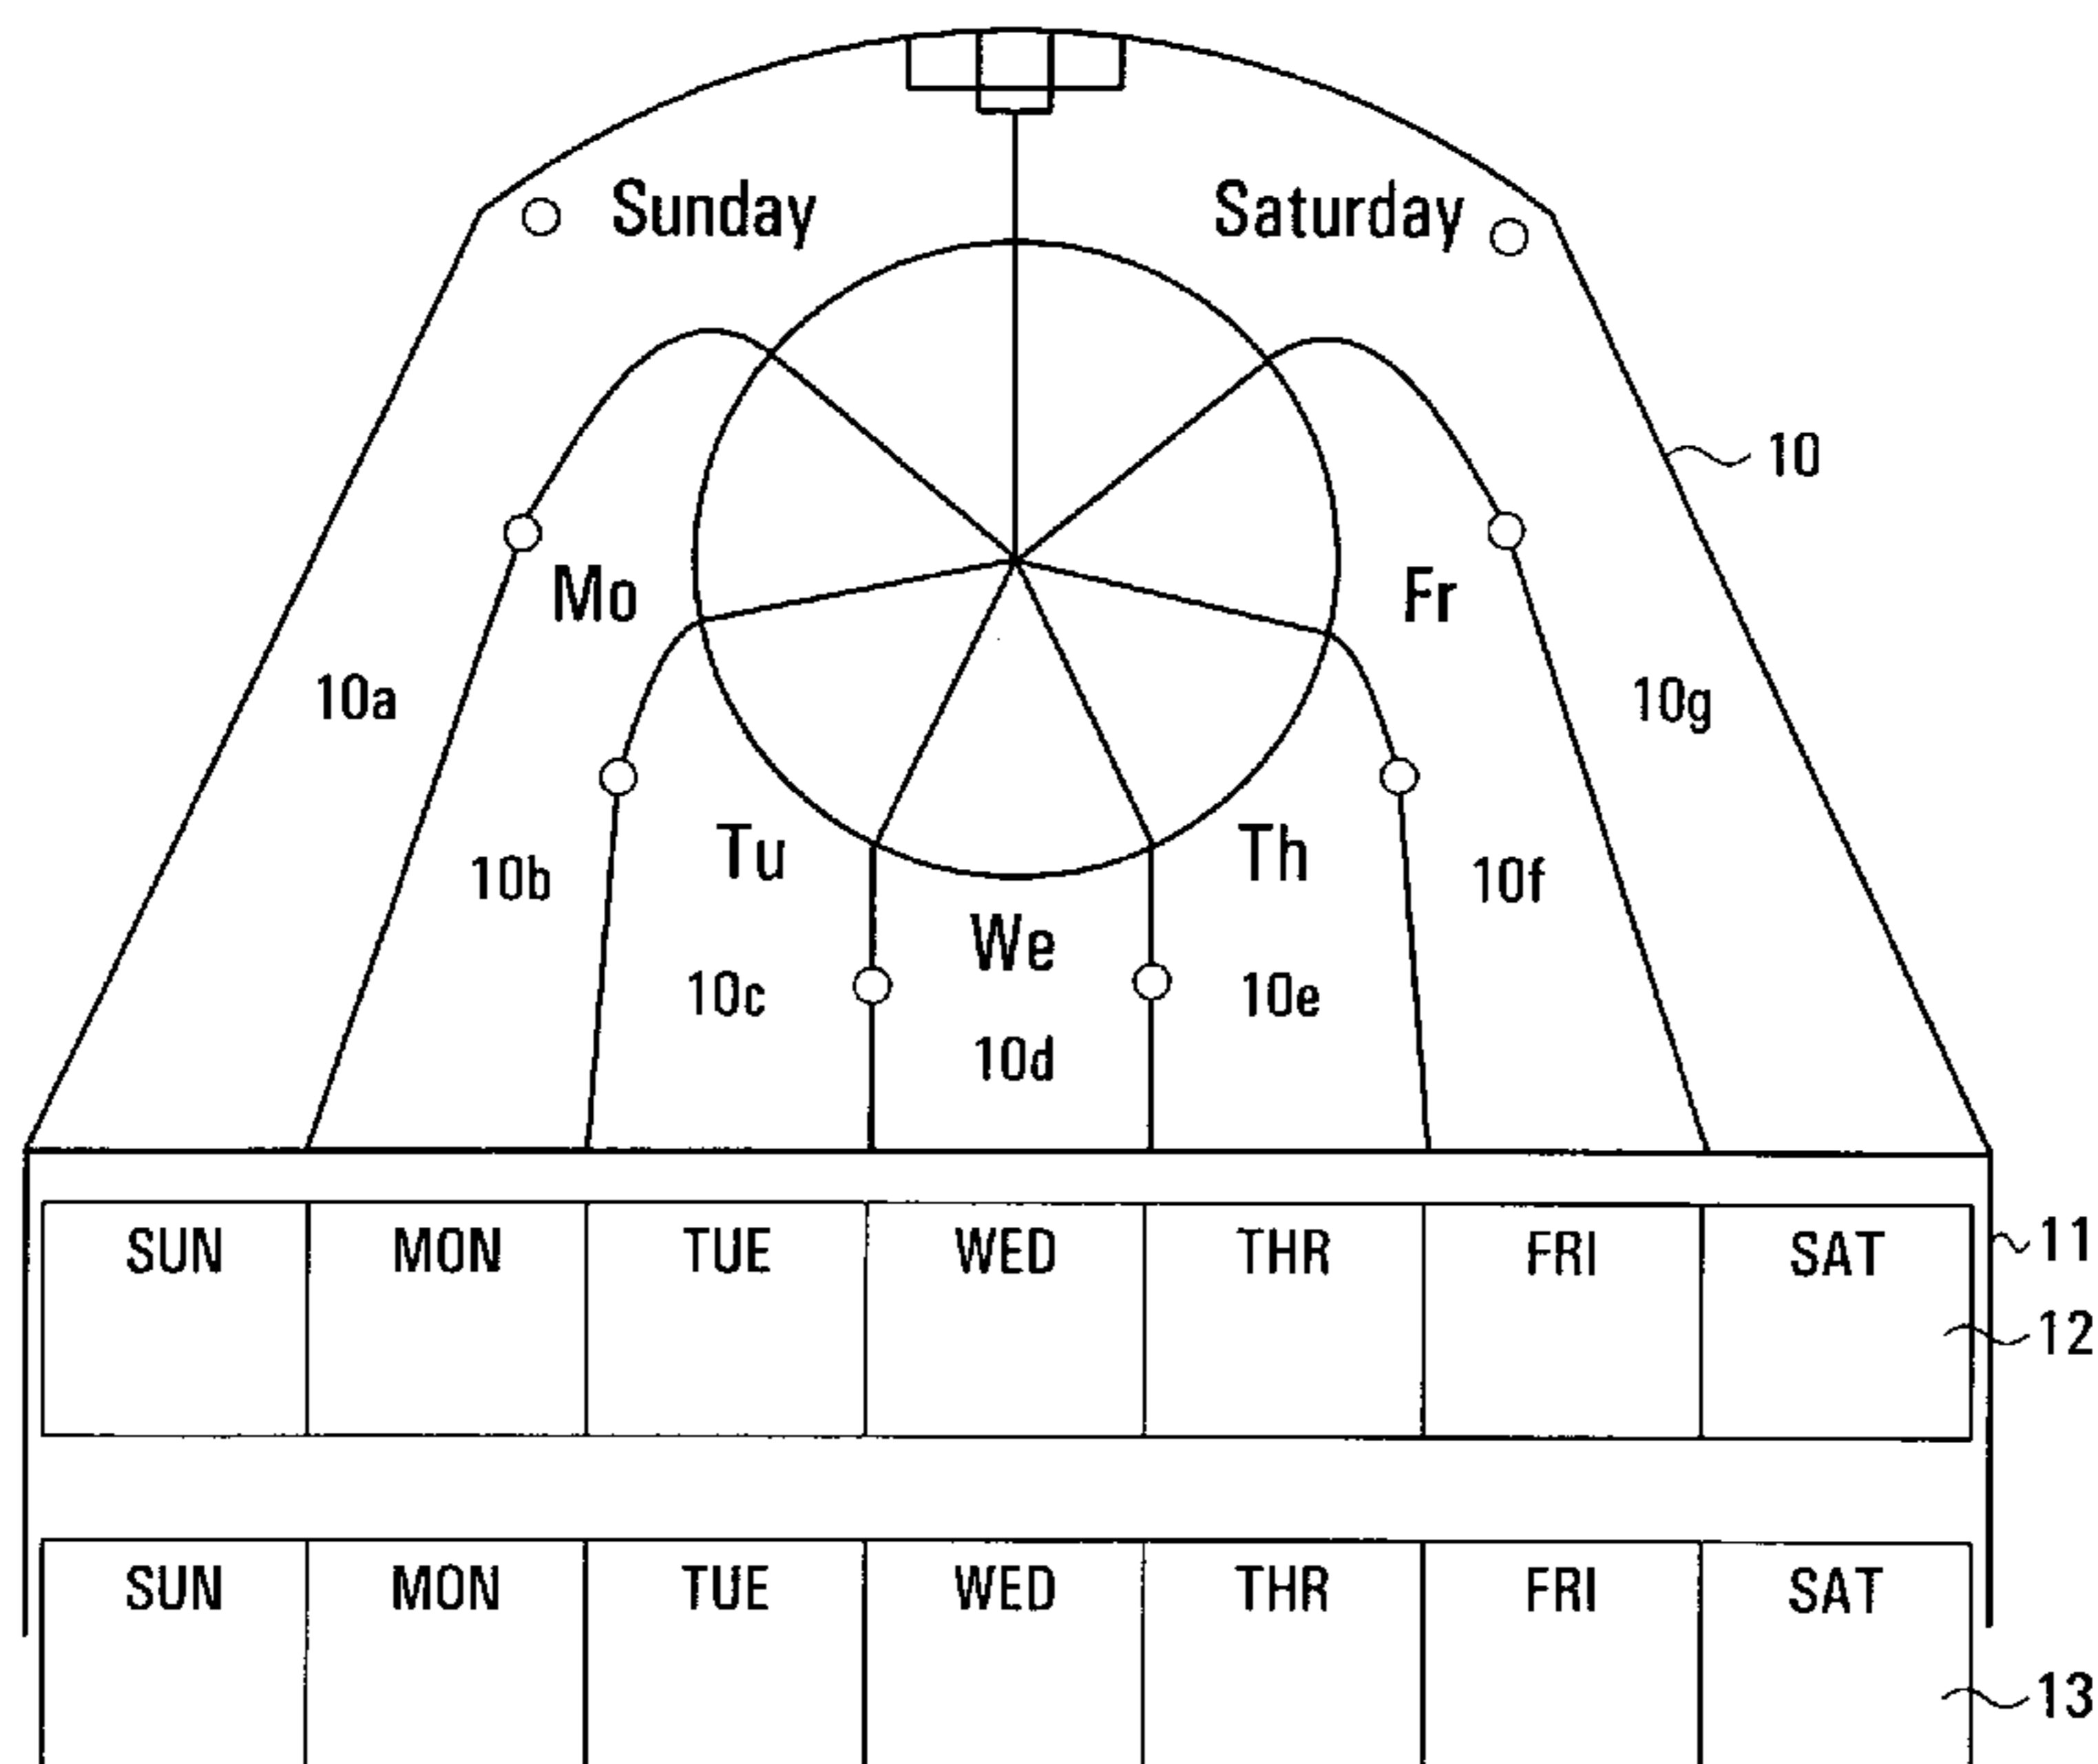 Sunday Saturday
10
Mo Fr
10a 10g
Tu Th
10b 10f
We
10c 10e
10d
SUN MON TUE WED THR FRI SAT
11
12
SUN MON TUE WED THR FRI SAT
13